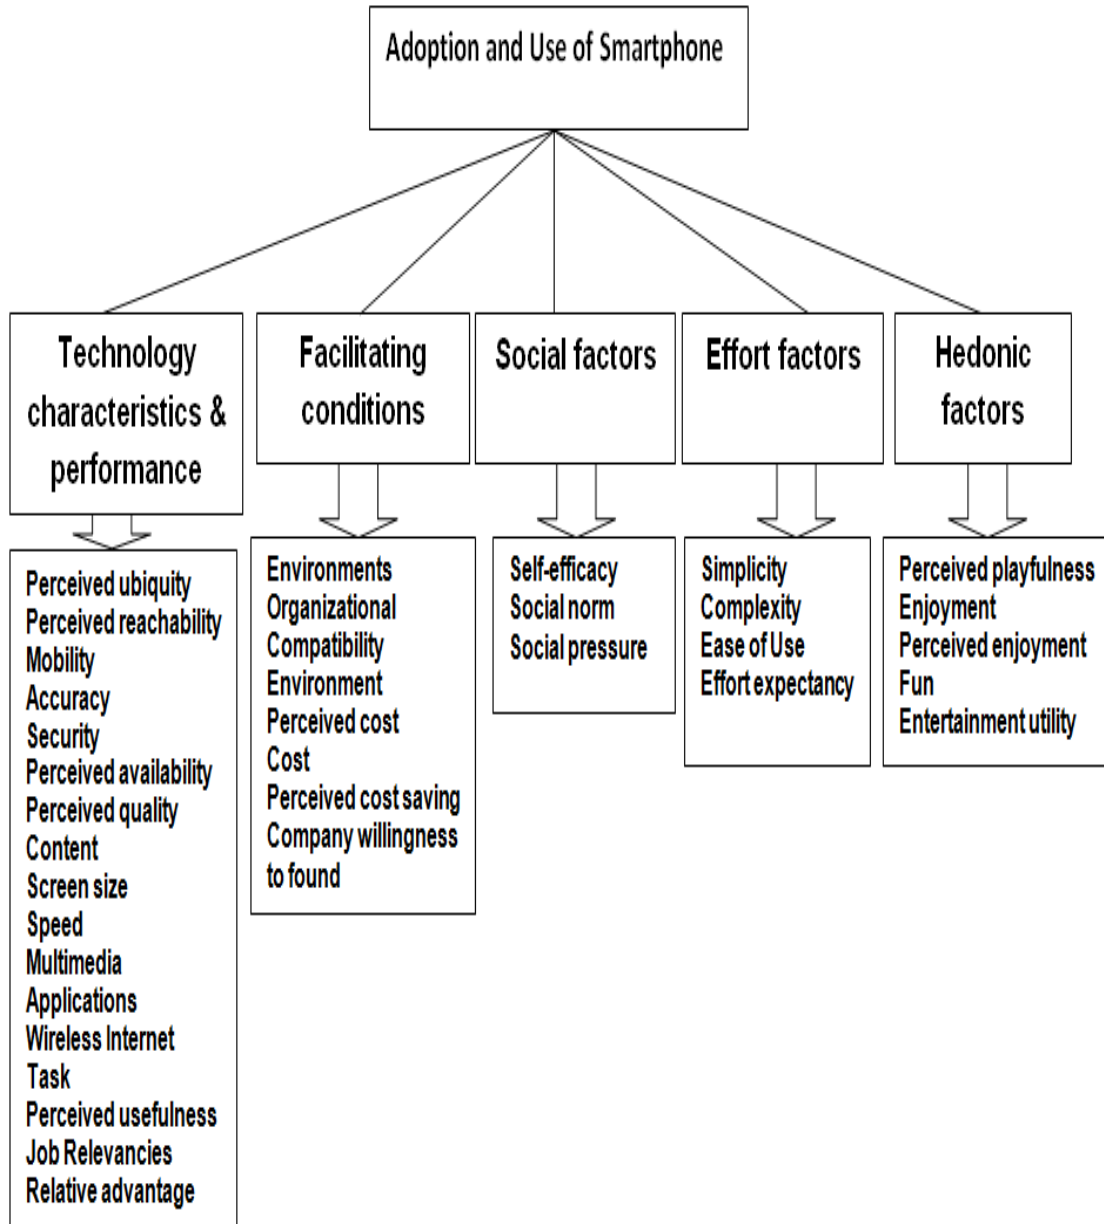 Adoption and Use of Smartphone
Technology
characteristics &
performance
Facilitating
conditions
Social factors
Effort factors
Hedonic
factors
Perceived ubiquity
Perceived reachability
Mobility
Accuracy
Security
Perceived availability
Perceived quality
Content
Screen size
Speed
Multimedia
Applications
Wireless Internet
Task
Perceived usefulness
Job Relevancies
Relative advantage
Environments
Organizational
Compatibility
Environment
Perceived cost
Cost
Perceived cost saving
Company willingness
to found
Self-efficacy
Social norm
Social pressure
Simplicity
Complexity
Ease of Use
Effort expectancy
Perceived playfulness
Enjoyment
Perceived enjoyment
Fun
Entertainment utility